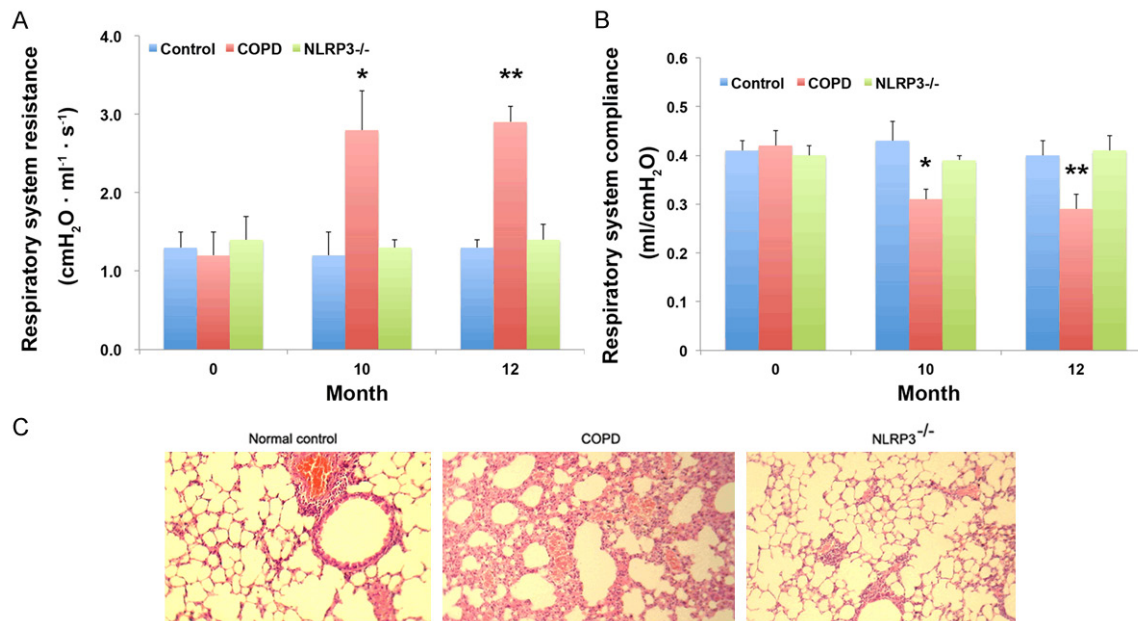 A
Respiratory system resistance
(cmH₂O · ml⁻¹ · s⁻¹)
Control COPD NLRP3-/-
4.0
3.0
2.0
1.0
0.0
*
**
0 10 12
Month
B
Respiratory system compliance
(ml/cmH₂O)
Control COPD NLRP3-/-
0.6
0.5
0.4
0.3
0.2
0.1
0
*
**
0 10 12
Month
C
Normal control
COPD
NLRP3⁻/⁻